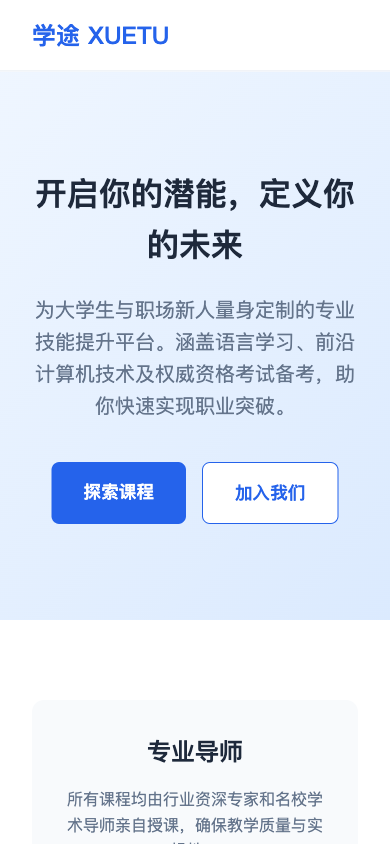 学途 XUETU
开启你的潜能，定义你
的未来
为大学生与职场新人量身定制的专业
技能提升平台。涵盖语言学习、前沿
计算机技术及权威资格考试备考，助
你快速实现职业突破。
探索课程
加入我们
专业导师
所有课程均由行业资深专家和名校学
术导师亲自授课，确保教学质量与实